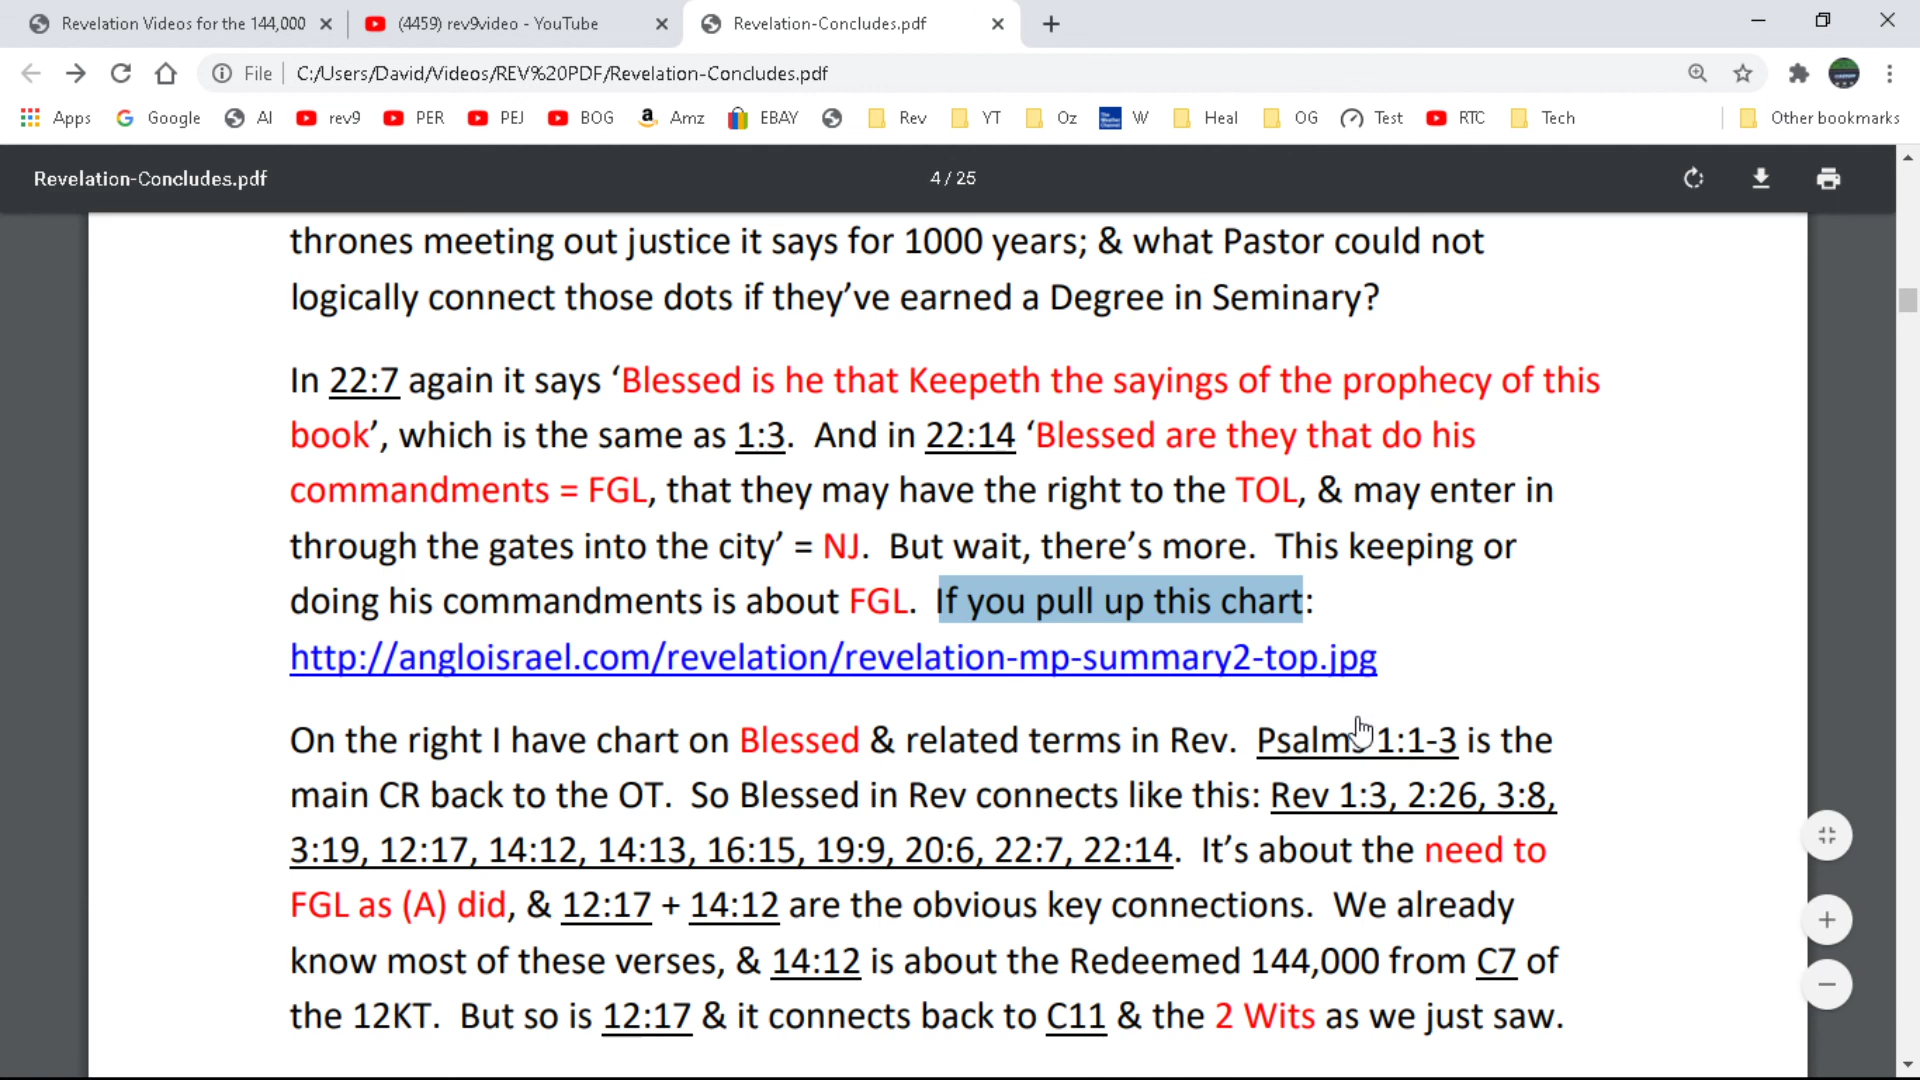 Revelation Videos for the 144,000
(4459) rev9video - YouTube
Revelation-Concludes.pdf
File
C:/Users/David/Videos/REV%20PDF/Revelation-Concludes.pdf
Apps Google AI rev9 PER PEJ BOG Amz EBAY Rev YT Oz W Heal OG Test RTC Tech Other bookmarks
Revelation-Concludes.pdf 4 / 25
thrones meeting out justice it says for 1000 years; & what Pastor could not
logically connect those dots if they’ve earned a Degree in Seminary?
In 22:7 again it says ‘Blessed is he that Keepeth the sayings of the prophecy of this
book’, which is the same as 1:3.  And in 22:14 ‘Blessed are they that do his
commandments = FGL, that they may have the right to the TOL, & may enter in
through the gates into the city’ = NJ.  But wait, there’s more.  This keeping or
doing his commandments is about FGL.  If you pull up this chart:
http://angloisrael.com/revelation/revelation-mp-summary2-top.jpg
On the right I have chart on Blessed & related terms in Rev.  Psalms 1:1-3 is the
main CR back to the OT.  So Blessed in Rev connects like this: Rev 1:3, 2:26, 3:8,
3:19, 12:17, 14:12, 14:13, 16:15, 19:9, 20:6, 22:7, 22:14.  It’s about the need to
FGL as (A) did, & 12:17 + 14:12 are the obvious key connections.  We already
know most of these verses, & 14:12 is about the Redeemed 144,000 from C7 of
the 12KT.  But so is 12:17 & it connects back to C11 & the 2 Wits as we just saw.